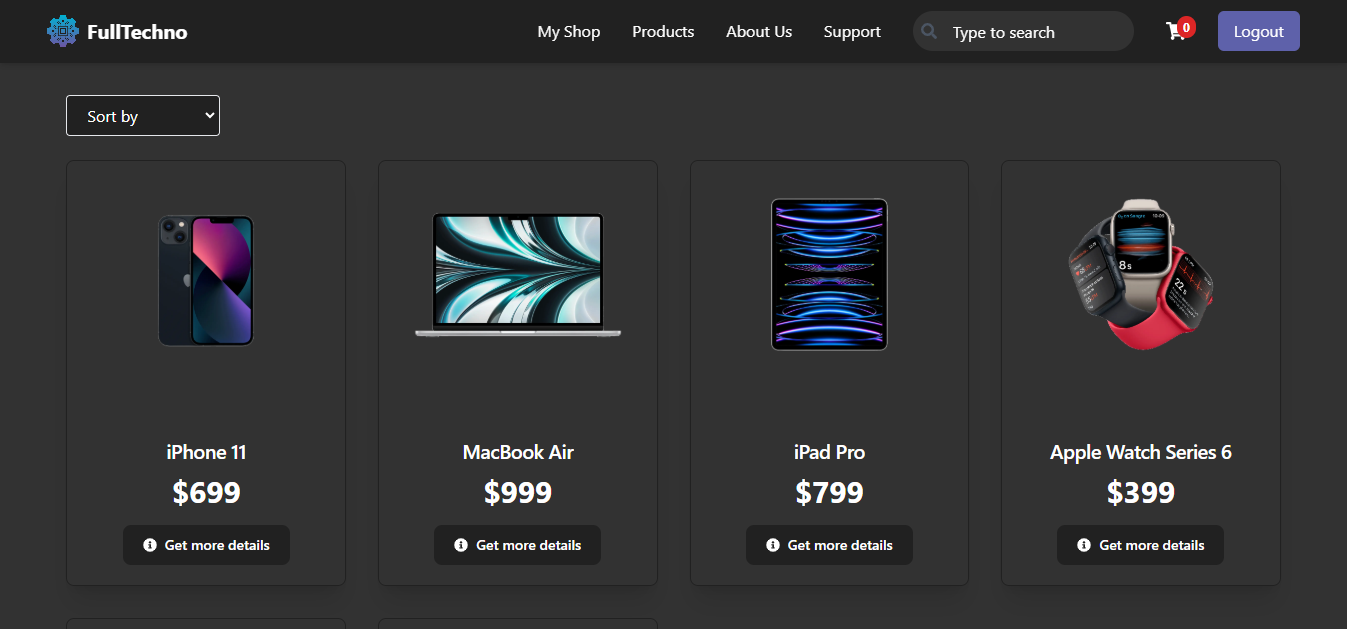 FullTechno
My Shop
Products
About Us
Support
Type to search
0
Logout
Sort by
iPhone 11
$699
Get more details
MacBook Air
$999
Get more details
iPad Pro
$799
Get more details
Apple Watch Series 6
$399
Get more details